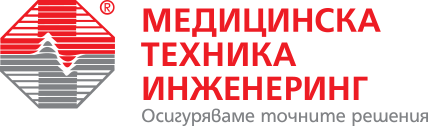 ®
МЕДИЦИНСКА
ТЕХНИКА
ИНЖЕНЕРИНГ
Осигуряваме точните решения